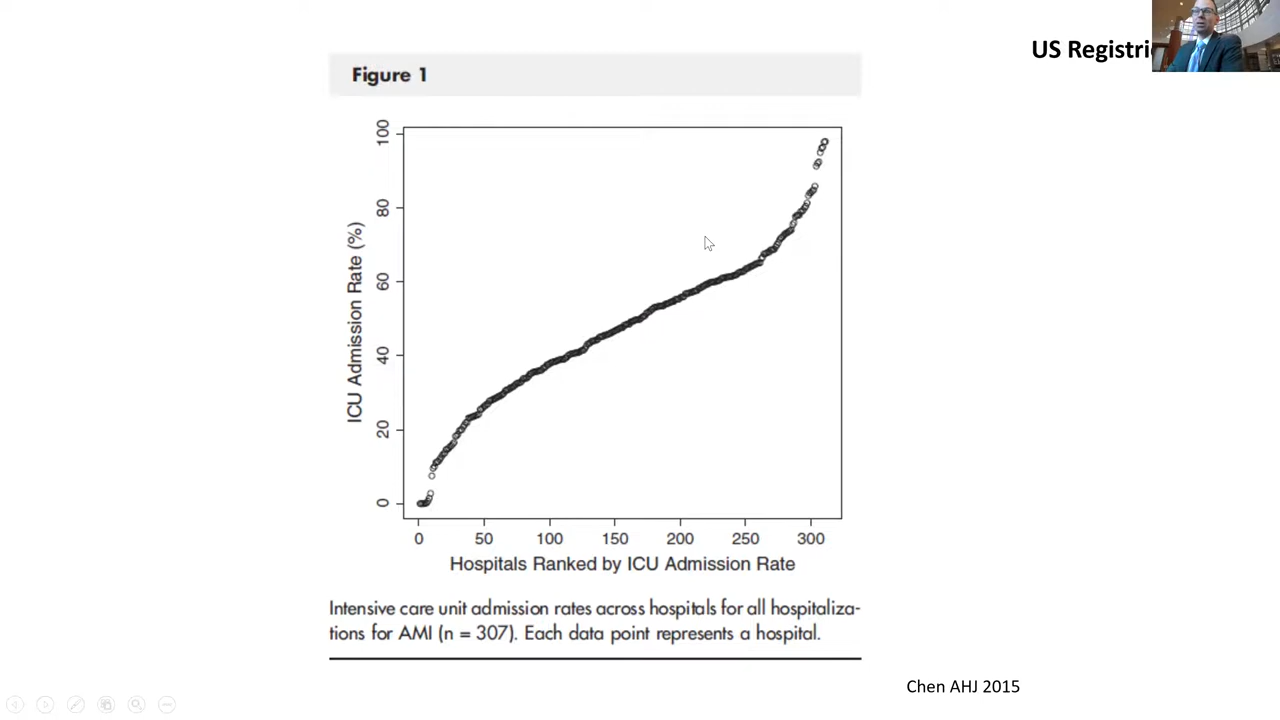 US Registri
Figure 1
100
80
60
40
20
0
ICU Admission Rate (%)
0 50 100 150 200 250 300
Hospitals Ranked by ICU Admission Rate
Intensive care unit admission rates across hospitals for all hospitaliza-
tions for AMI (n = 307). Each data point represents a hospital.
Chen AHJ 2015